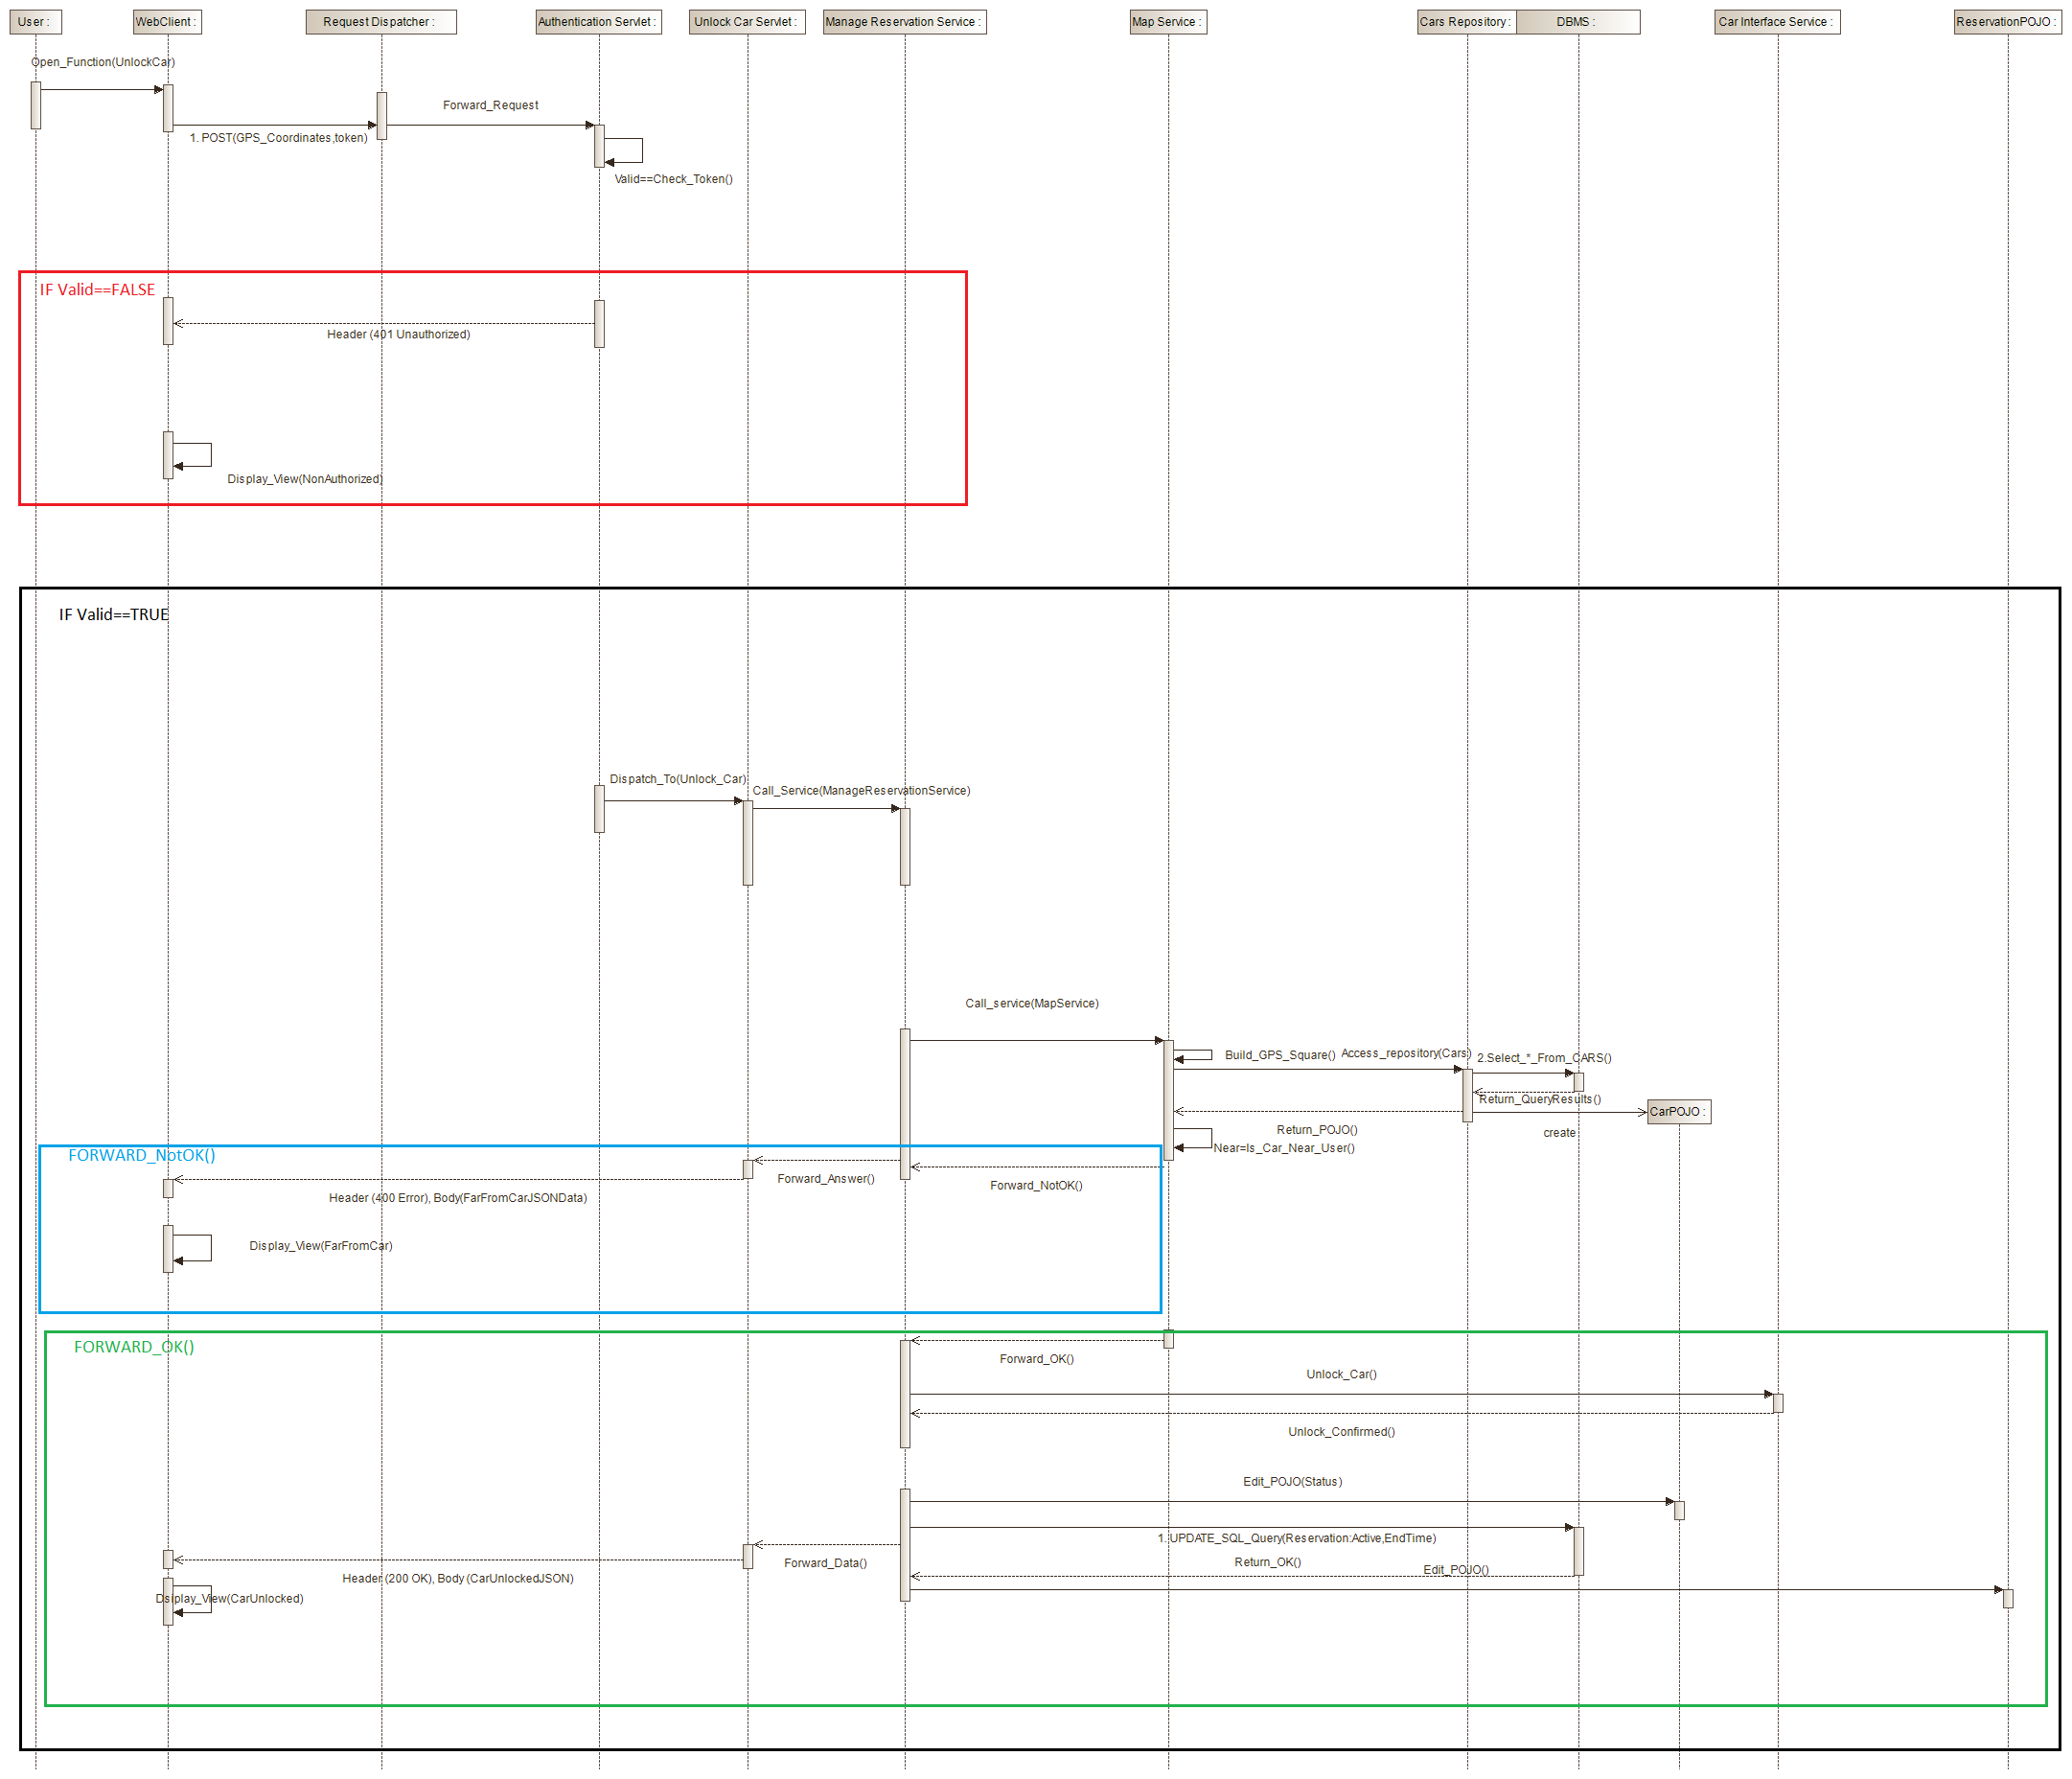 User :
WebClient :
Request Dispatcher :
Authentication Servlet :
Unlock Car Servlet :
Manage Reservation Service :
Map Service :
Cars Repository :
DBMS :
Car Interface Service :
ReservationPOJO :
Open_Function(UnlockCar)
Forward_Request
1. POST(GPS_Coordinates,token)
Valid==Check_Token()
IF Valid==FALSE
Header (401 Unauthorized)
Display_View(NonAuthorized)
IF Valid==TRUE
Dispatch_To(Unlock_Car)
Call_Service(ManageReservationService)
Call_service(MapService)
Build_GPS_Square()
Access_repository(Cars)
2.Select_*_From_CARS()
Return_QueryResults()
CarPOJO :
create
Return_POJO()
Near=Is_Car_Near_User()
FORWARD_NotOK()
Forward_Answer()
Forward_NotOK()
Header (400 Error), Body(FarFromCarJSONData)
Display_View(FarFromCar)
FORWARD_OK()
Forward_OK()
Unlock_Car()
Unlock_Confirmed()
Edit_POJO(Status)
1. UPDATE_SQL_Query(Reservation:Active,EndTime)
Forward_Data()
Return_OK()
Edit_POJO()
Header (200 OK), Body (CarUnlockedJSON)
Dsiplay_View(CarUnlocked)